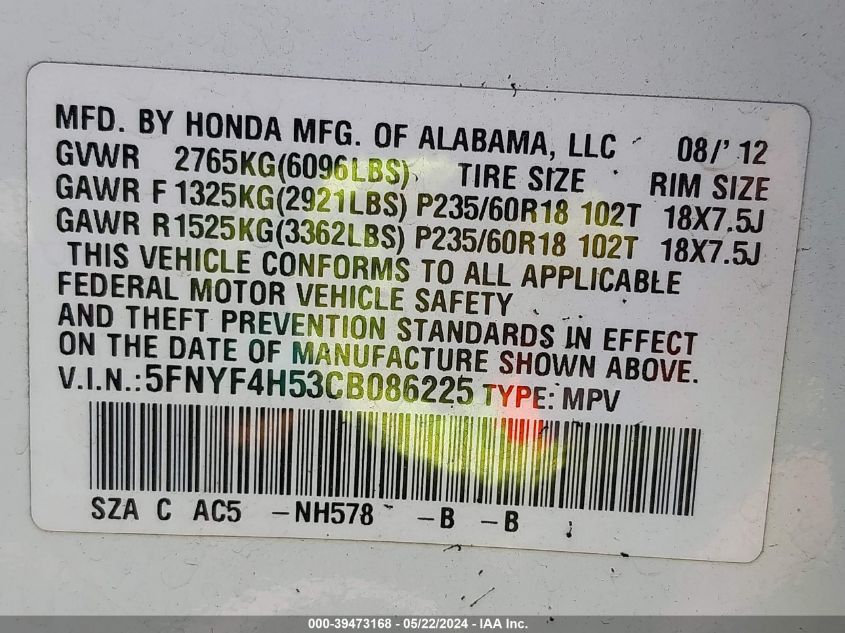 MFD. BY HONDA MFG. OF ALABAMA, LLC 08/'12
GVWR 2765KG(6096LBS) TIRE SIZE RIM SIZE
GAWR F 1325KG(2921LBS) P235/60R18 102T 18X7.5J
GAWR R1525KG(3362LBS) P235/60R18 102T 18X7.5J
THIS VEHICLE CONFORMS TO ALL APPLICABLE
FEDERAL MOTOR VEHICLE SAFETY
AND THEFT PREVENTION STANDARDS IN EFFECT
ON THE DATE OF MANUFACTURE SHOWN ABOVE.
V.I.N.:5FNYF4H53CB086225 TYPE: MPV
SZA C AC5 -NH578 -B -B
000-39473168 - 05/22/2024 - IAA Inc.